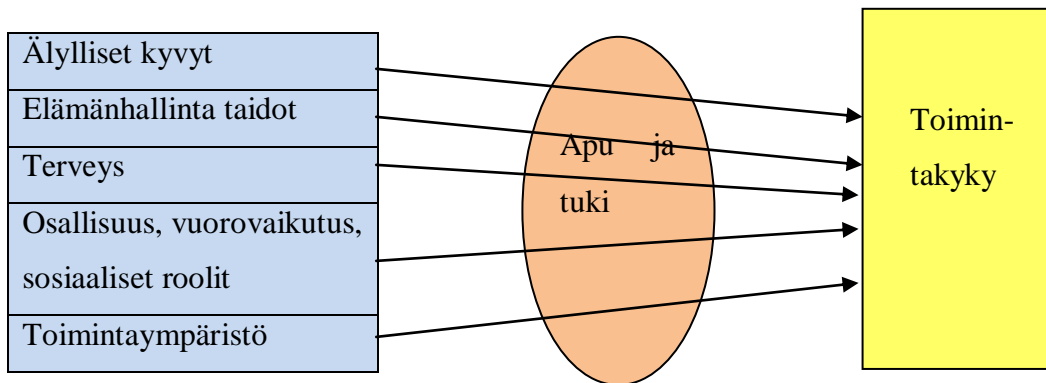 Älylliset kyvyt
Elämänhallinta taidot
Terveys
Osallisuus, vuorovaikutus,
sosiaaliset roolit
Toimintaympäristö
Apu ja
tuki
Toimin-
takyky